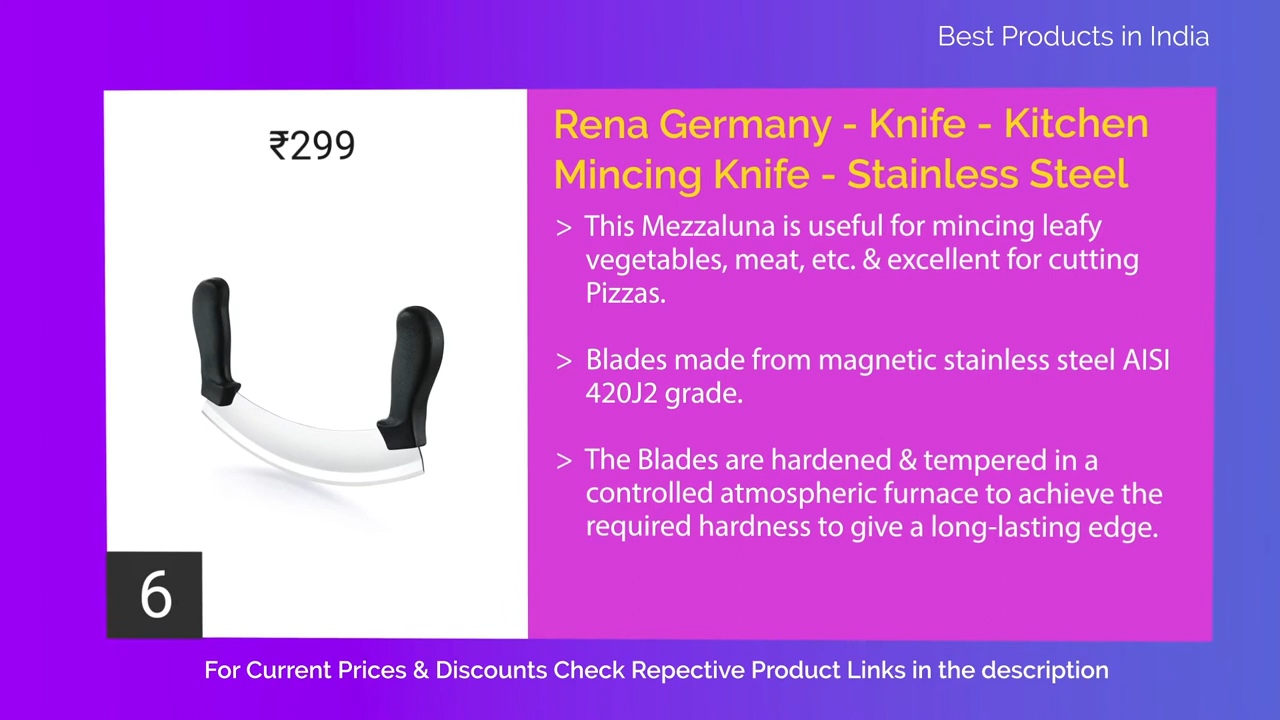 Best Products in India
₹299
Rena Germany - Knife - Kitchen
Mincing Knife - Stainless Steel
> This Mezzaluna is useful for mincing leafy
vegetables, meat, etc. & excellent for cutting
Pizzas.
> Blades made from magnetic stainless steel AISI
420J2 grade.
> The Blades are hardened & tempered in a
controlled atmospheric furnace to achieve the
required hardness to give a long-lasting edge.
6
For Current Prices & Discounts Check Repective Product Links in the description